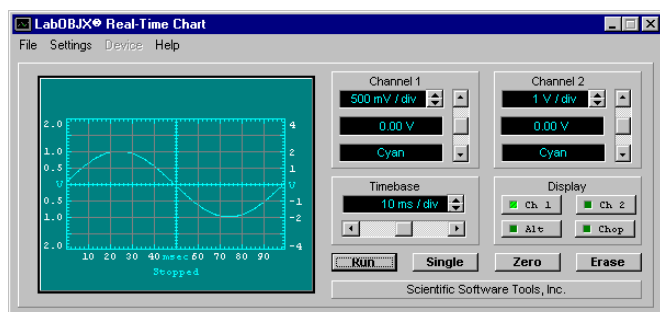 LabOBJX® Real-Time Chart
File Settings Device Help
2.0
1.0
0.5
V
0.5
1.0
2.0
4
2
1
V
-1
-2
-4
10 20 30 40 msec 60 70 80 90
Stopped
Channel 1
500 mV / div
0.00 V
Cyan
Channel 2
1 V / div
0.00 V
Cyan
Timebase
10 ms / div
Display
Ch 1 Ch 2
Alt Chop
Run Single Zero Erase
Scientific Software Tools, Inc.